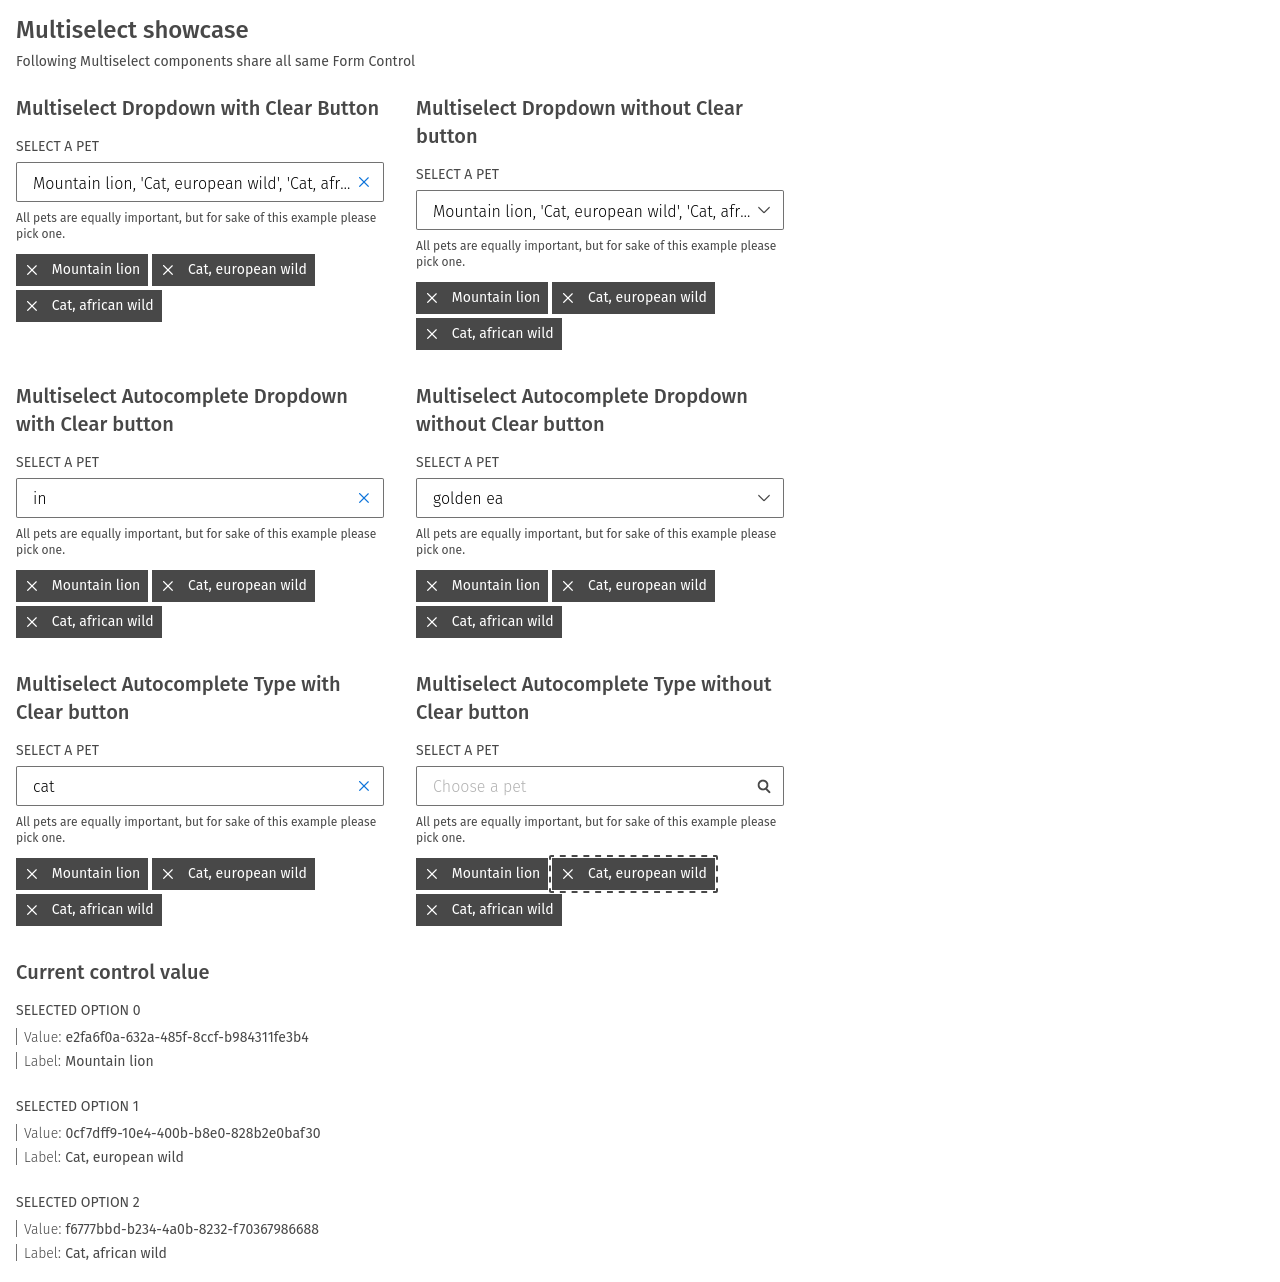 Multiselect showcase
Following Multiselect components share all same Form Control
Multiselect Dropdown with Clear Button
SELECT A PET
Mountain lion, 'Cat, european wild', 'Cat, afr...
All pets are equally important, but for sake of this example please
pick one.
Mountain lion
Cat, european wild
Cat, african wild
Multiselect Dropdown without Clear
button
SELECT A PET
Mountain lion, 'Cat, european wild', 'Cat, afr...
All pets are equally important, but for sake of this example please
pick one.
Mountain lion
Cat, european wild
Cat, african wild
Multiselect Autocomplete Dropdown
with Clear button
SELECT A PET
in
All pets are equally important, but for sake of this example please
pick one.
Mountain lion
Cat, european wild
Cat, african wild
Multiselect Autocomplete Dropdown
without Clear button
SELECT A PET
golden ea
All pets are equally important, but for sake of this example please
pick one.
Mountain lion
Cat, european wild
Cat, african wild
Multiselect Autocomplete Type with
Clear button
SELECT A PET
cat
All pets are equally important, but for sake of this example please
pick one.
Mountain lion
Cat, european wild
Cat, african wild
Multiselect Autocomplete Type without
Clear button
SELECT A PET
Choose a pet
All pets are equally important, but for sake of this example please
pick one.
Mountain lion
Cat, european wild
Cat, african wild
Current control value
SELECTED OPTION 0
Value: e2fa6f0a-632a-485f-8ccf-b984311fe3b4
Label: Mountain lion
SELECTED OPTION 1
Value: 0cf7dff9-10e4-400b-b8e0-828b2e0baf30
Label: Cat, european wild
SELECTED OPTION 2
Value: f6777bbd-b234-4a0b-8232-f70367986688
Label: Cat, african wild